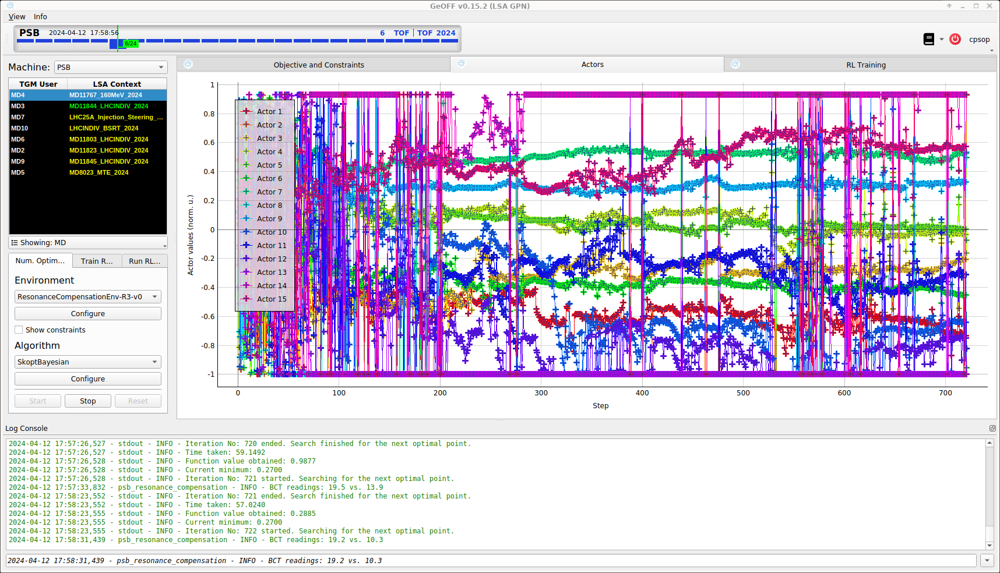 GeOFF v0.15.2 (LSA GPN)
View Info
PSB 2024-04-12 17:58:56 6 TOF | TOF 2024
6/24
cpsop
Machine: PSB
TGM User LSA Context
MD4 MD11767_160MeV_2024
MD3 MD11844_LHCINDIV_2024
MD7 LHC25A_Injection_Steering_...
MD10 LHCINDIV_BSRT_2024
MD6 MD11803_LHCINDIV_2024
MD2 MD11823_LHCINDIV_2024
MD9 MD11845_LHCINDIV_2024
MD5 MD8023_MTE_2024
Showing: MD
Num. Optim... Train R... Run RL...
Environment
ResonanceCompensationEnv-R3-v0
Configure
Show constraints
Algorithm
SkoptBayesian
Configure
Start Stop Reset
Objective and Constraints Actors RL Training
Actor values (norm. u.)
1
0.8
0.6
0.4
0.2
0
-0.2
-0.4
-0.6
-0.8
-1
Actor 1
Actor 2
Actor 3
Actor 4
Actor 5
Actor 6
Actor 7
Actor 8
Actor 9
Actor 10
Actor 11
Actor 12
Actor 13
Actor 14
Actor 15
0 100 200 300 400 500 600 700
Step
Log Console
2024-04-12 17:57:26,527 - stdout - INFO - Iteration No: 720 ended. Search finished for the next optimal point.
2024-04-12 17:57:26,527 - stdout - INFO - Time taken: 59.1492
2024-04-12 17:57:26,528 - stdout - INFO - Function value obtained: 0.9877
2024-04-12 17:57:26,528 - stdout - INFO - Current minimum: 0.2700
2024-04-12 17:57:26,528 - stdout - INFO - Iteration No: 721 started. Searching for the next optimal point.
2024-04-12 17:57:33,832 - psb_resonance_compensation - INFO - BCT readings: 19.5 vs. 13.9
2024-04-12 17:58:23,552 - stdout - INFO - Iteration No: 721 ended. Search finished for the next optimal point.
2024-04-12 17:58:23,552 - stdout - INFO - Time taken: 57.0240
2024-04-12 17:58:23,555 - stdout - INFO - Function value obtained: 0.2885
2024-04-12 17:58:23,555 - stdout - INFO - Current minimum: 0.2700
2024-04-12 17:58:23,555 - stdout - INFO - Iteration No: 722 started. Searching for the next optimal point.
2024-04-12 17:58:31,439 - psb_resonance_compensation - INFO - BCT readings: 19.2 vs. 10.3
2024-04-12 17:58:31,439 - psb_resonance_compensation - INFO - BCT readings: 19.2 vs. 10.3